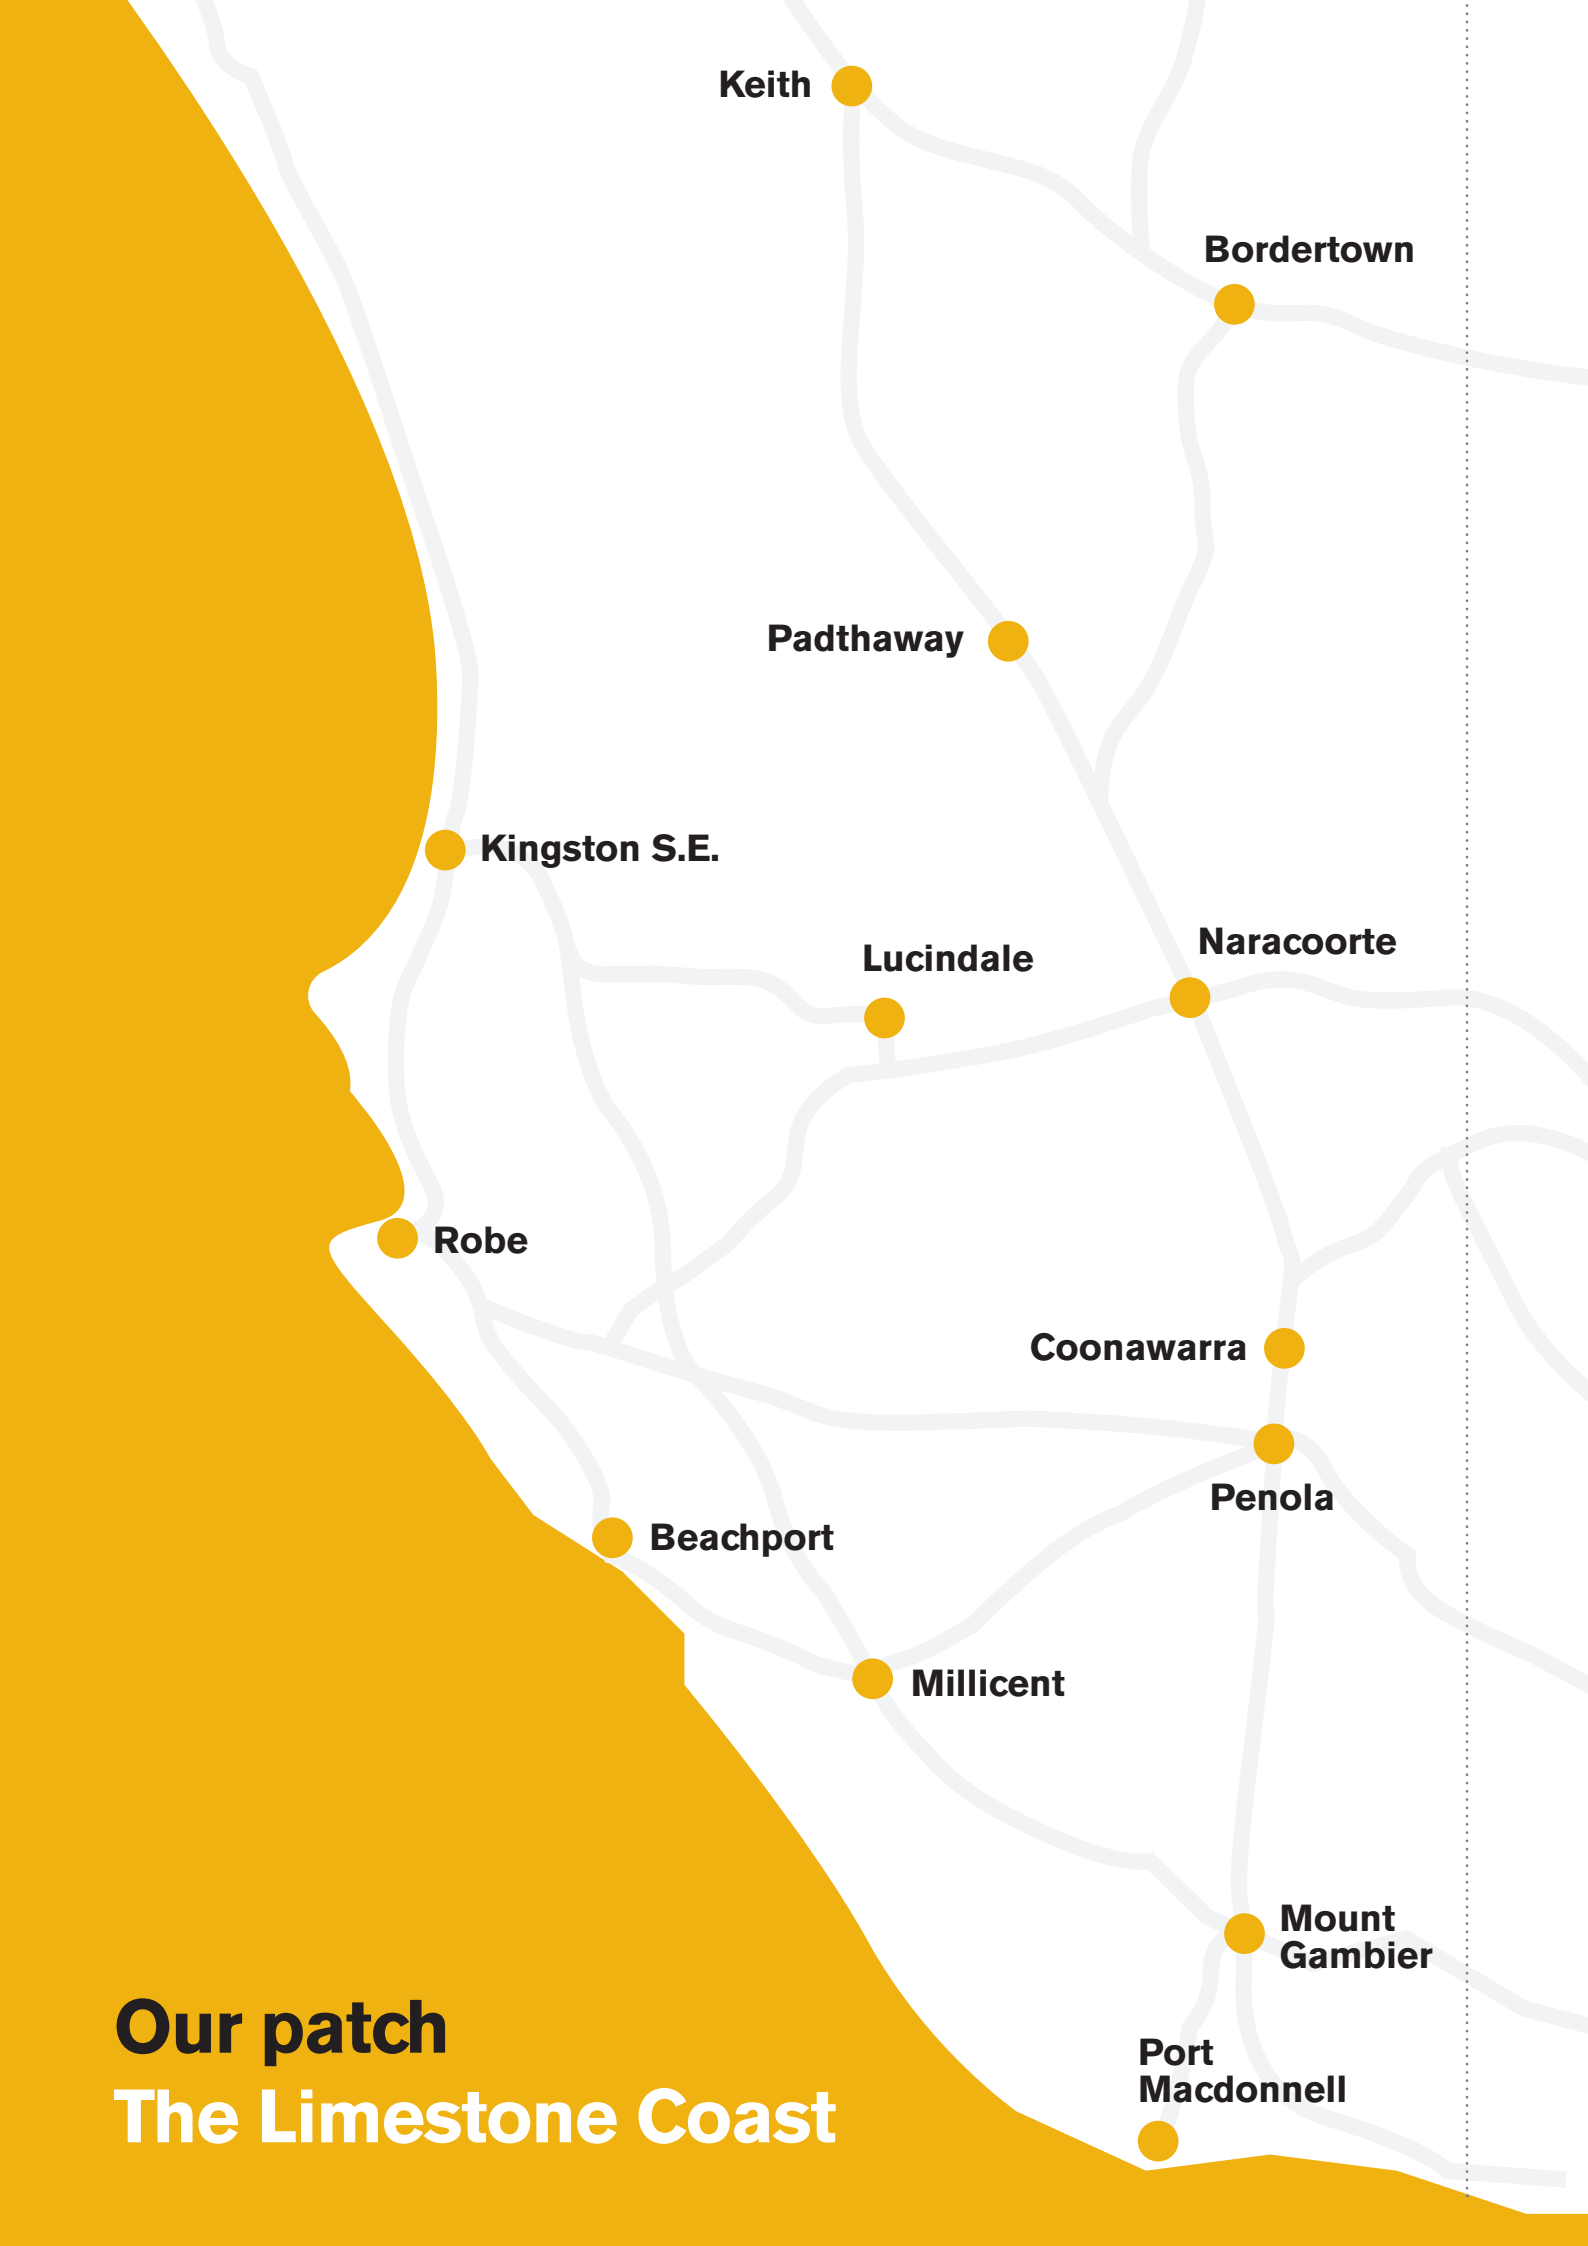 Keith
Bordertown
Padthaway
Kingston S.E.
Naracoorte
Lucindale
Robe
Coonawarra
Penola
Beachport
Millicent
Mount
Gambier
Port
Macdonnell
Our patch
The Limestone Coast